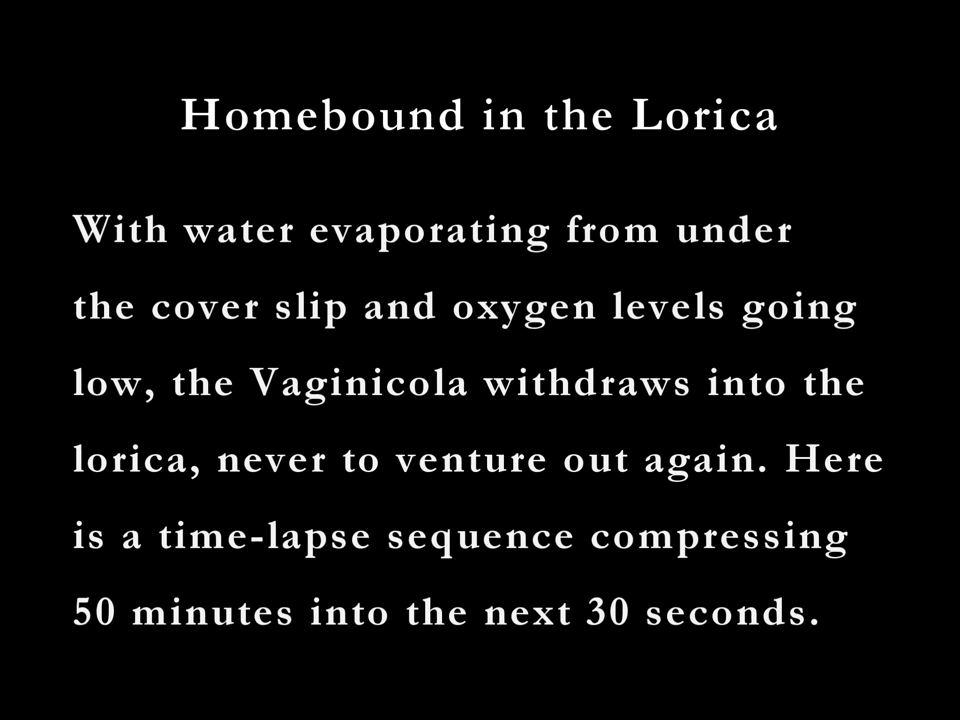 Homebound in the Lorica
With water evaporating from under
the cover slip and oxygen levels going
low, the Vaginicola withdraws into the
lorica, never to venture out again. Here
is a time-lapse sequence compressing
50 minutes into the next 30 seconds.